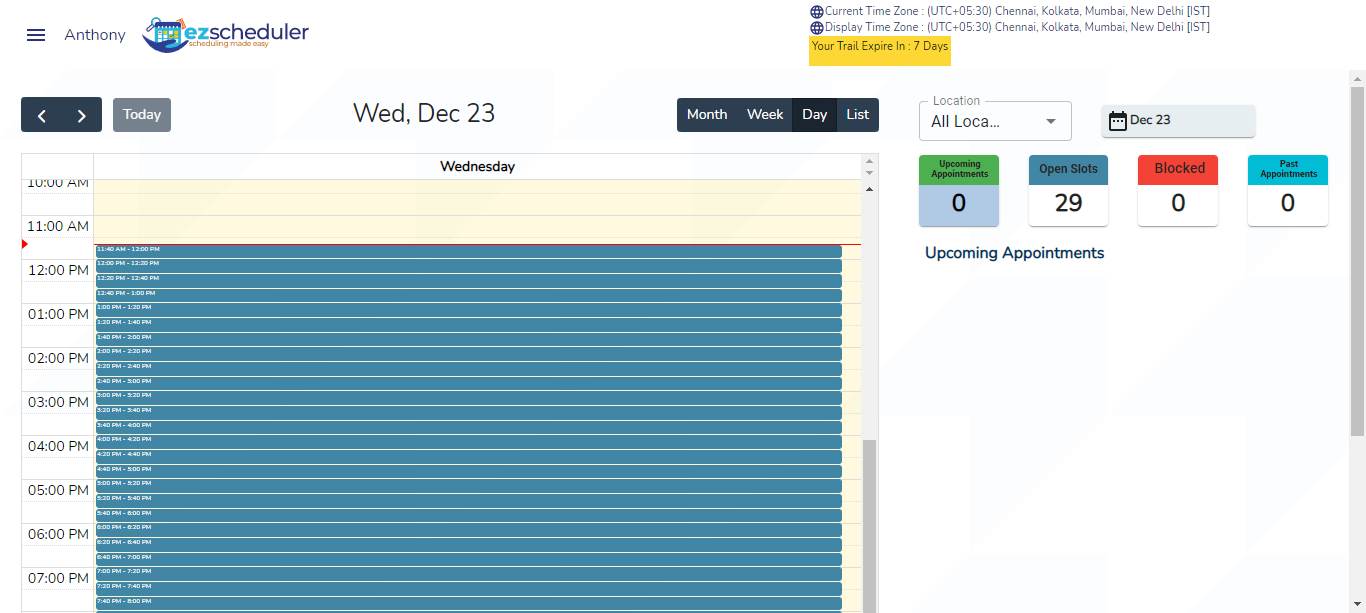 Anthony
ezscheduler
scheduling made easy
Current Time Zone : (UTC+05:30) Chennai, Kolkata, Mumbai, New Delhi [IST]
Display Time Zone : (UTC+05:30) Chennai, Kolkata, Mumbai, New Delhi [IST]
Your Trail Expire In : 7 Days
Today
Wed, Dec 23
Month Week Day List
Location
All Loca...
Dec 23
Upcoming Appointments
0
Open Slots
29
Blocked
0
Past Appointments
0
Upcoming Appointments
Wednesday
10:00 AM
11:00 AM
11:40 AM - 12:00 PM
12:00 PM
12:00 PM - 12:20 PM
12:20 PM - 12:40 PM
12:40 PM - 1:00 PM
01:00 PM
1:00 PM - 1:20 PM
1:20 PM - 1:40 PM
1:40 PM - 2:00 PM
02:00 PM
2:00 PM - 2:20 PM
2:20 PM - 2:40 PM
2:40 PM - 3:00 PM
03:00 PM
3:00 PM - 3:20 PM
3:20 PM - 3:40 PM
3:40 PM - 4:00 PM
04:00 PM
4:00 PM - 4:20 PM
4:20 PM - 4:40 PM
4:40 PM - 5:00 PM
05:00 PM
5:00 PM - 5:20 PM
5:20 PM - 5:40 PM
5:40 PM - 6:00 PM
06:00 PM
6:00 PM - 6:20 PM
6:20 PM - 6:40 PM
6:40 PM - 7:00 PM
07:00 PM
7:00 PM - 7:20 PM
7:20 PM - 7:40 PM
7:40 PM - 8:00 PM